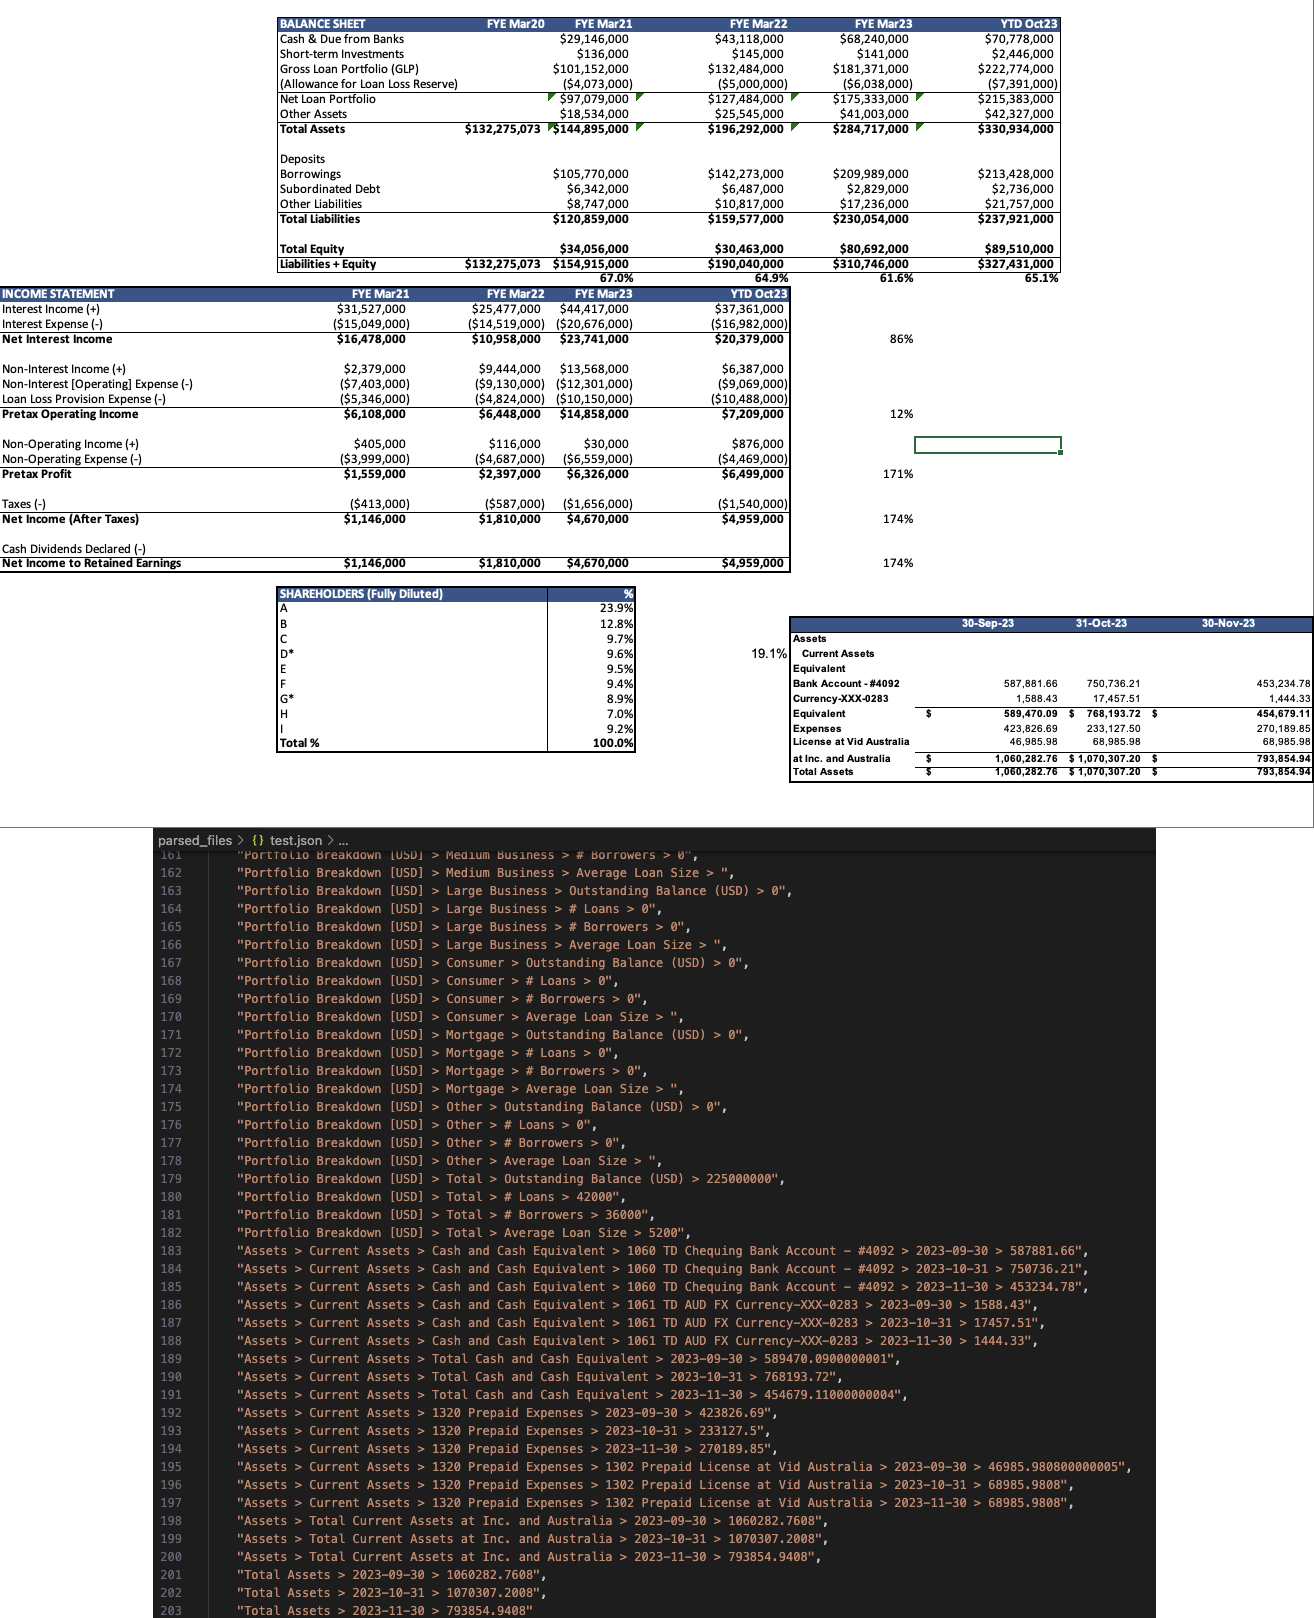 BALANCE SHEET FYE Mar20 FYE Mar21 FYE Mar22 FYE Mar23 YTD Oct23
Cash & Due from Banks $29,146,000 $43,118,000 $68,240,000 $70,778,000
Short-term Investments $136,000 $145,000 $141,000 $2,446,000
Gross Loan Portfolio (GLP) $101,152,000 $132,484,000 $181,371,000 $222,774,000
(Allowance for Loan Loss Reserve) ($4,073,000) ($5,000,000) ($6,038,000) ($7,391,000)
Net Loan Portfolio $97,079,000 $127,484,000 $175,333,000 $215,383,000
Other Assets $18,534,000 $25,545,000 $41,003,000 $42,327,000
Total Assets $132,275,073 $144,895,000 $196,292,000 $284,717,000 $330,934,000
Deposits
Borrowings $105,770,000 $142,273,000 $209,989,000 $213,428,000
Subordinated Debt $6,342,000 $6,487,000 $2,829,000 $2,736,000
Other Liabilities $8,747,000 $10,817,000 $17,236,000 $21,757,000
Total Liabilities $120,859,000 $159,577,000 $230,054,000 $237,921,000
Total Equity $34,056,000 $30,463,000 $80,692,000 $89,510,000
Liabilities + Equity $132,275,073 $154,915,000 $190,040,000 $310,746,000 $327,431,000
67.0% 64.9% 61.6% 65.1%
INCOME STATEMENT FYE Mar21 FYE Mar22 FYE Mar23 YTD Oct23
Interest Income (+) $31,527,000 $25,477,000 $44,417,000 $37,361,000
Interest Expense (-) ($15,049,000) ($14,519,000) ($20,676,000) ($16,982,000)
Net Interest Income $16,478,000 $10,958,000 $23,741,000 $20,379,000 86%
Non-Interest Income (+) $2,379,000 $9,444,000 $13,568,000 $6,387,000
Non-Interest [Operating] Expense (-) ($7,403,000) ($9,130,000) ($12,301,000) ($9,069,000)
Loan Loss Provision Expense (-) ($5,346,000) ($4,824,000) ($10,150,000) ($10,488,000)
Pretax Operating Income $6,108,000 $6,448,000 $14,858,000 $7,209,000 12%
Non-Operating Income (+) $405,000 $116,000 $30,000 $876,000
Non-Operating Expense (-) ($3,999,000) ($4,687,000) ($6,559,000) ($4,469,000)
Pretax Profit $1,559,000 $2,397,000 $6,326,000 $6,499,000 171%
Taxes (-) ($413,000) ($587,000) ($1,656,000) ($1,540,000)
Net Income (After Taxes) $1,146,000 $1,810,000 $4,670,000 $4,959,000 174%
Cash Dividends Declared (-)
Net Income to Retained Earnings $1,146,000 $1,810,000 $4,670,000 $4,959,000 174%
SHAREHOLDERS (Fully Diluted) %
A 23.9%
B 12.8%
C 9.7%
D* 9.6%
E 9.5%
F 9.4%
G* 8.9%
H 7.0%
I 9.2%
Total % 100.0%
19.1%
30-Sep-23 31-Oct-23 30-Nov-23
Assets
Current Assets
Equivalent
Bank Account - #4092 587,881.66 750,736.21 453,234.78
Currency-XXX-0283 1,588.43 17,457.51 1,444.33
Equivalent $ 589,470.09 $ 768,193.72 $ 454,679.11
Expenses 423,826.69 233,127.50 270,189.85
License at Vid Australia 46,985.98 68,985.98 68,985.98
at Inc. and Australia $ 1,060,282.76 $ 1,070,307.20 $ 793,854.94
Total Assets $ 1,060,282.76 $ 1,070,307.20 $ 793,854.94
parsed_files > {} test.json > ...
161 "Portfolio Breakdown [USD] > Medium Business > # Borrowers > 0",
162 "Portfolio Breakdown [USD] > Medium Business > Average Loan Size > ",
163 "Portfolio Breakdown [USD] > Large Business > Outstanding Balance (USD) > 0",
164 "Portfolio Breakdown [USD] > Large Business > # Loans > 0",
165 "Portfolio Breakdown [USD] > Large Business > # Borrowers > 0",
166 "Portfolio Breakdown [USD] > Large Business > Average Loan Size > ",
167 "Portfolio Breakdown [USD] > Consumer > Outstanding Balance (USD) > 0",
168 "Portfolio Breakdown [USD] > Consumer > # Loans > 0",
169 "Portfolio Breakdown [USD] > Consumer > # Borrowers > 0",
170 "Portfolio Breakdown [USD] > Consumer > Average Loan Size > ",
171 "Portfolio Breakdown [USD] > Mortgage > Outstanding Balance (USD) > 0",
172 "Portfolio Breakdown [USD] > Mortgage > # Loans > 0",
173 "Portfolio Breakdown [USD] > Mortgage > # Borrowers > 0",
174 "Portfolio Breakdown [USD] > Mortgage > Average Loan Size > ",
175 "Portfolio Breakdown [USD] > Other > Outstanding Balance (USD) > 0",
176 "Portfolio Breakdown [USD] > Other > # Loans > 0",
177 "Portfolio Breakdown [USD] > Other > # Borrowers > 0",
178 "Portfolio Breakdown [USD] > Other > Average Loan Size > ",
179 "Portfolio Breakdown [USD] > Total > Outstanding Balance (USD) > 225000000",
180 "Portfolio Breakdown [USD] > Total > # Loans > 42000",
181 "Portfolio Breakdown [USD] > Total > # Borrowers > 36000",
182 "Portfolio Breakdown [USD] > Total > Average Loan Size > 5200",
183 "Assets > Current Assets > Cash and Cash Equivalent > 1060 TD Chequing Bank Account - #4092 > 2023-09-30 > 587881.66",
184 "Assets > Current Assets > Cash and Cash Equivalent > 1060 TD Chequing Bank Account - #4092 > 2023-10-31 > 750736.21",
185 "Assets > Current Assets > Cash and Cash Equivalent > 1060 TD Chequing Bank Account - #4092 > 2023-11-30 > 453234.78",
186 "Assets > Current Assets > Cash and Cash Equivalent > 1061 TD AUD FX Currency-XXX-0283 > 2023-09-30 > 1588.43",
187 "Assets > Current Assets > Cash and Cash Equivalent > 1061 TD AUD FX Currency-XXX-0283 > 2023-10-31 > 17457.51",
188 "Assets > Current Assets > Cash and Cash Equivalent > 1061 TD AUD FX Currency-XXX-0283 > 2023-11-30 > 1444.33",
189 "Assets > Current Assets > Total Cash and Cash Equivalent > 2023-09-30 > 589470.0900000001",
190 "Assets > Current Assets > Total Cash and Cash Equivalent > 2023-10-31 > 768193.72",
191 "Assets > Current Assets > Total Cash and Cash Equivalent > 2023-11-30 > 454679.11000000004",
192 "Assets > Current Assets > 1320 Prepaid Expenses > 2023-09-30 > 423826.69",
193 "Assets > Current Assets > 1320 Prepaid Expenses > 2023-10-31 > 233127.5",
194 "Assets > Current Assets > 1320 Prepaid Expenses > 2023-11-30 > 270189.85",
195 "Assets > Current Assets > 1320 Prepaid Expenses > 1302 Prepaid License at Vid Australia > 2023-09-30 > 46985.980800000005",
196 "Assets > Current Assets > 1320 Prepaid Expenses > 1302 Prepaid License at Vid Australia > 2023-10-31 > 68985.9808",
197 "Assets > Current Assets > 1320 Prepaid Expenses > 1302 Prepaid License at Vid Australia > 2023-11-30 > 68985.9808",
198 "Assets > Total Current Assets at Inc. and Australia > 2023-09-30 > 1060282.7608",
199 "Assets > Total Current Assets at Inc. and Australia > 2023-10-31 > 1070307.2008",
200 "Assets > Total Current Assets at Inc. and Australia > 2023-11-30 > 793854.9408",
201 "Total Assets > 2023-09-30 > 1060282.7608",
202 "Total Assets > 2023-10-31 > 1070307.2008",
203 "Total Assets > 2023-11-30 > 793854.9408"